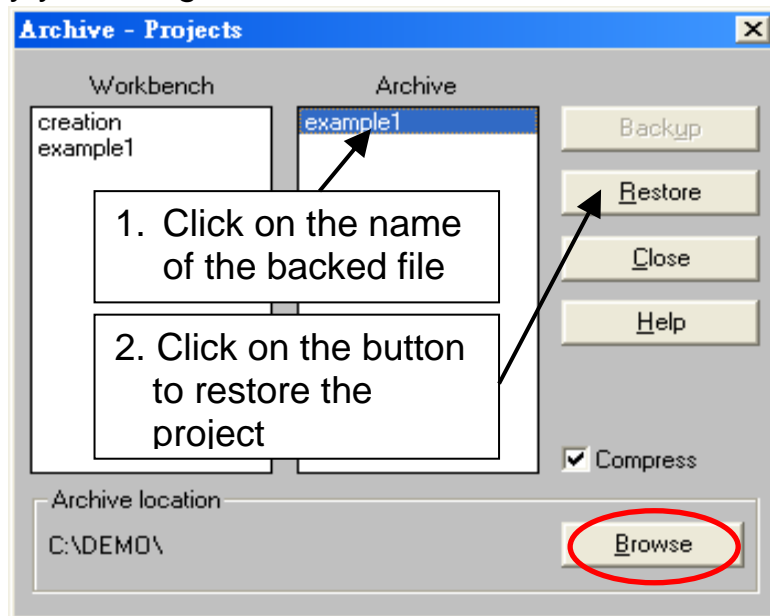 Archive - Projects
Workbench Archive
creation example1 Backup
example1
Restore
1. Click on the name
of the backed file
Close
Help
2. Click on the button
to restore the
project
Compress
Archive location
C:\DEMO\ Browse